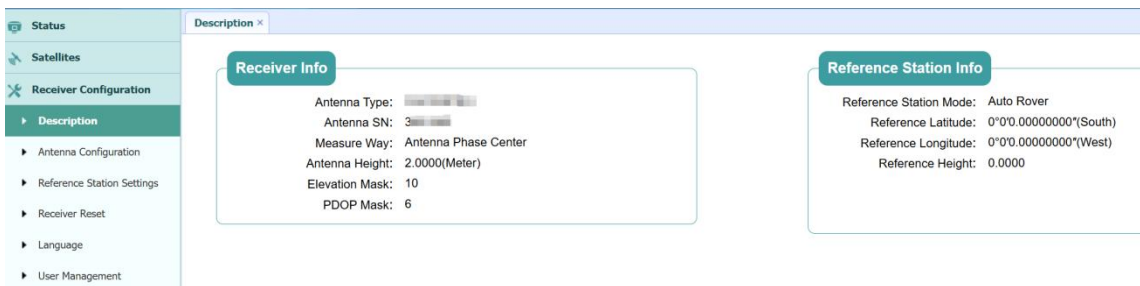 Status
Satellites
Receiver Configuration
Description
Antenna Configuration
Reference Station Settings
Receiver Reset
Language
User Management
Description ×
Receiver Info
Antenna Type:
Antenna SN: 3
Measure Way: Antenna Phase Center
Antenna Height: 2.0000(Meter)
Elevation Mask: 10
PDOP Mask: 6
Reference Station Info
Reference Station Mode: Auto Rover
Reference Latitude: 0°0'0.00000000"(South)
Reference Longitude: 0°0'0.00000000"(West)
Reference Height: 0.0000